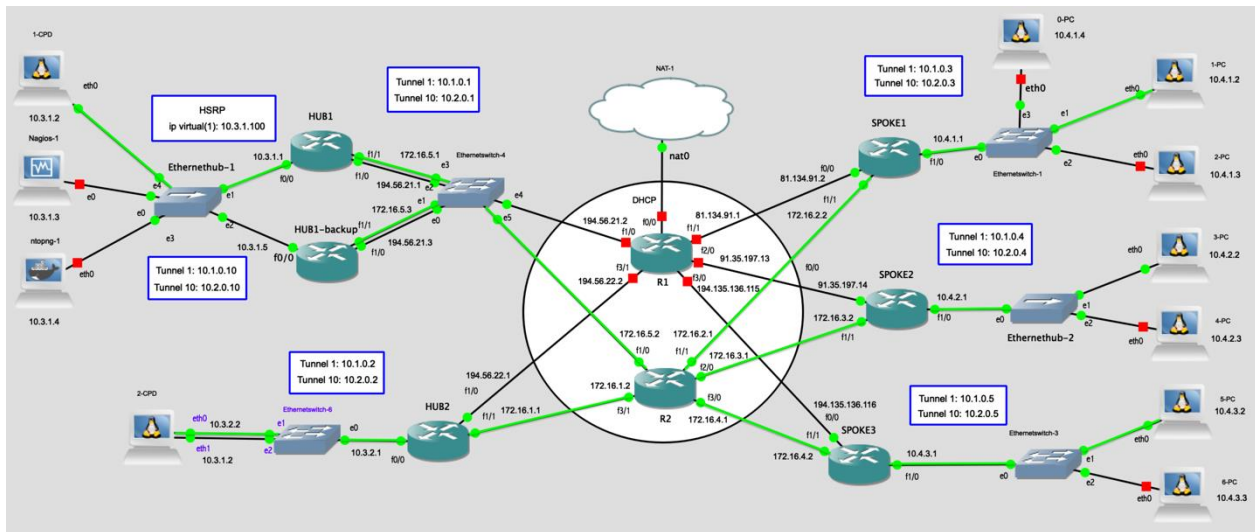 1-CPD
eth0
10.3.1.2
Nagios-1
e0
10.3.1.3
ntopng-1
eth0
10.3.1.4
HSRP
ip virtual(1): 10.3.1.100
Ethernethub-1
e4
e0
e3
e1
e2
Tunnel 1: 10.1.0.10
Tunnel 10: 10.2.0.10
Tunnel 1: 10.1.0.1
Tunnel 10: 10.2.0.1
HUB1
10.3.1.1
f0/0
f1/1
f1/0
172.16.5.1
194.56.21.1
HUB1-backup
10.3.1.5
f0/0
f1/1
f1/0
172.16.5.3
194.56.21.3
Ethernetswitch-4
e3
e2
e1
e0
e4
e5
NAT-1
nat0
DHCP
f0/0
194.56.21.2
f1/0
81.134.91.1
f1/1
f2/0
91.35.197.13
f3/0
194.135.136.115
f3/1
194.56.22.2
R1
172.16.5.2
f1/0
172.16.2.1
f1/1
172.16.3.1
f2/0
172.16.1.2
f3/1
f3/0
172.16.4.1
R2
Tunnel 1: 10.1.0.2
Tunnel 10: 10.2.0.2
2-CPD
eth0
10.3.2.2
eth1
10.3.1.2
Ethernetswitch-6
e1
e2
e0
10.3.2.1
f0/0
HUB2
194.56.22.1
f1/0
f1/1
172.16.1.1
Tunnel 1: 10.1.0.3
Tunnel 10: 10.2.0.3
SPOKE1
f0/0
81.134.91.2
172.16.2.2
f1/1
10.4.1.1
f1/0
Ethernetswitch-1
e0
e3
e1
e2
0-PC
10.4.1.4
eth0
1-PC
10.4.1.2
eth0
2-PC
10.4.1.3
eth0
Tunnel 1: 10.1.0.4
Tunnel 10: 10.2.0.4
SPOKE2
f0/0
91.35.197.14
172.16.3.2
f1/1
10.4.2.1
f1/0
Ethernethub-2
e0
e1
e2
3-PC
10.4.2.2
eth0
4-PC
10.4.2.3
eth0
Tunnel 1: 10.1.0.5
Tunnel 10: 10.2.0.5
SPOKE3
194.135.136.116
f0/0
f1/1
172.16.4.2
10.4.3.1
f1/0
Ethernetswitch-3
e0
e1
e2
5-PC
10.4.3.2
eth0
6-PC
10.4.3.3
eth0